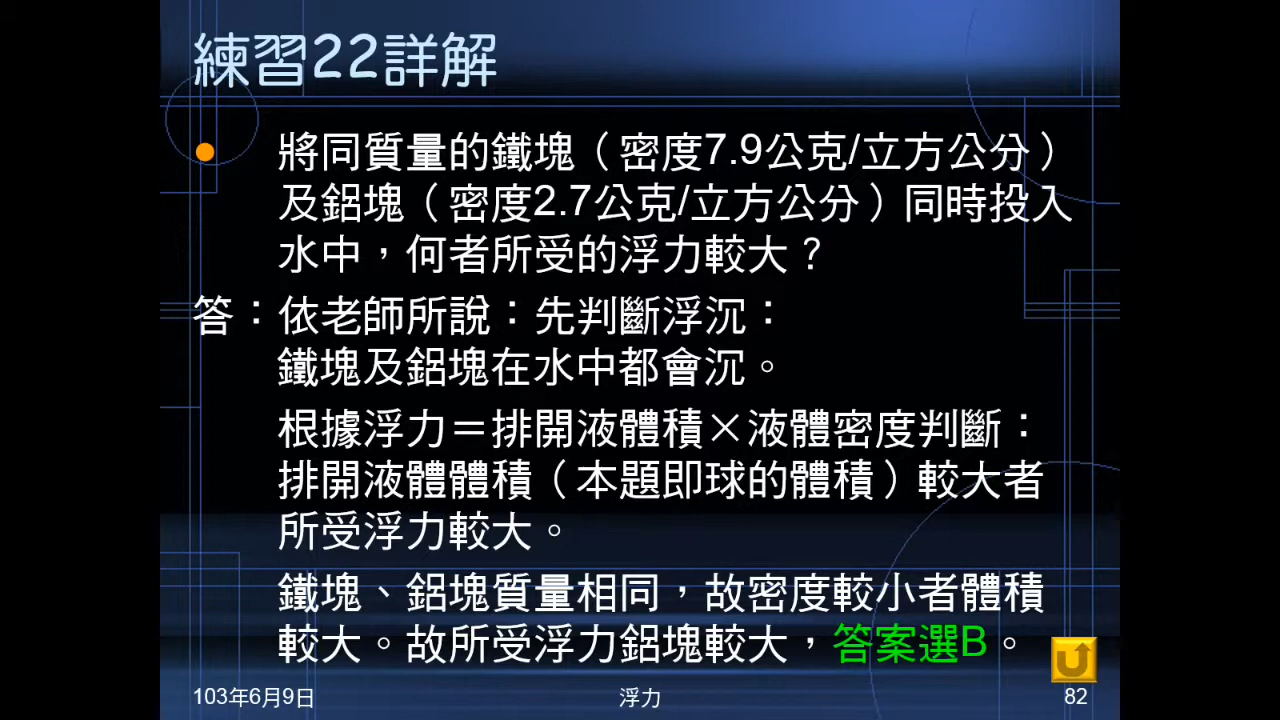 練習22詳解
將同質量的鐵塊（密度7.9公克/立方公分）
及鋁塊（密度2.7公克/立方公分）同時投入
水中，何者所受的浮力較大？
答：依老師所說：先判斷浮沉：
鐵塊及鋁塊在水中都會沉。
根據浮力＝排開液體積×液體密度判斷：
排開液體體積（本題即球的體積）較大者
所受浮力較大。
鐵塊、鋁塊質量相同，故密度較小者體積
較大。故所受浮力鋁塊較大，答案選B。
103年6月9日
浮力
82